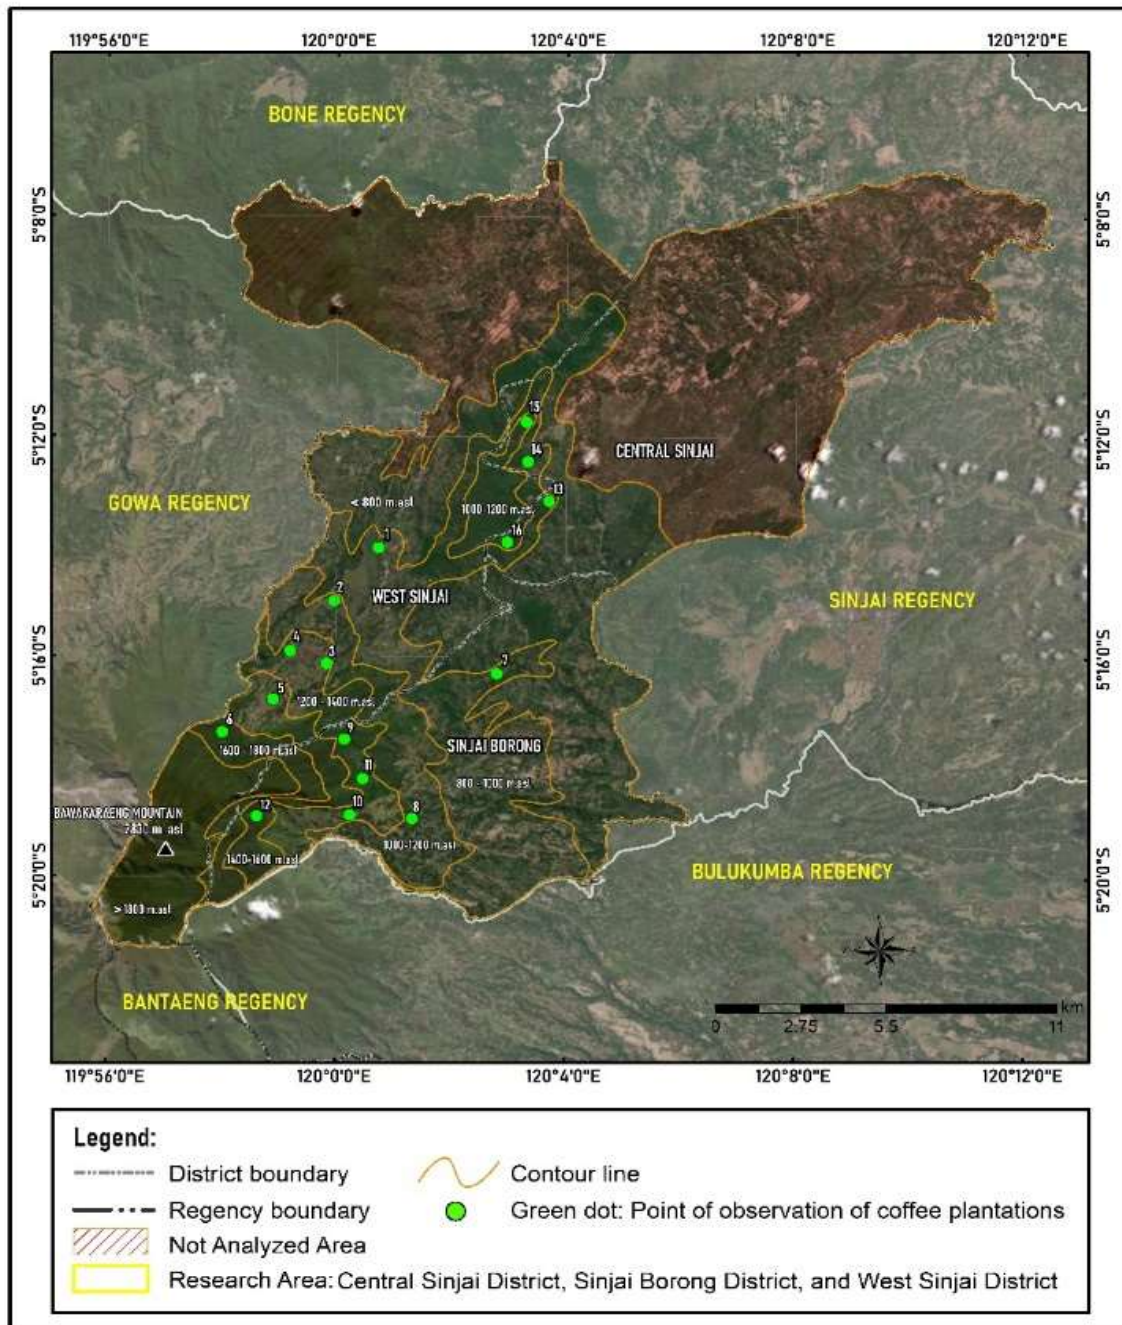 119°56'0"E 120°0'0"E 120°4'0"E 120°8'0"E 120°12'0"E
BONE REGENCY
5°8'0"S 5°8'0"S
15
5°12'0"S 5°12'0"S
14
CENTRAL SINJAI
13
GOWA REGENCY
< 800 m.asl
1000-1200 m.asl
16
1
2
WEST SINJAI
SINJAI REGENCY
4
3
5°16'0"S 5°16'0"S
7
5
1200 - 1400 m.asl
6
9
1600 - 1800 m.asl
SINJAI BORONG
11
800 - 1000 m.asl
12
10
8
BAWAKARAENG MOUNTAIN
2830 m. asl
1000-1200 m.asl
1400-1600 m.asl
BULUKUMBA REGENCY
5°20'0"S 5°20'0"S
> 1800 m.asl
BANTAENG REGENCY
km
0 2.75 5.5 11
119°56'0"E 120°0'0"E 120°4'0"E 120°8'0"E 120°12'0"E
Legend:
District boundary
Contour line
Regency boundary
Green dot: Point of observation of coffee plantations
Not Analyzed Area
Research Area: Central Sinjai District, Sinjai Borong District, and West Sinjai District